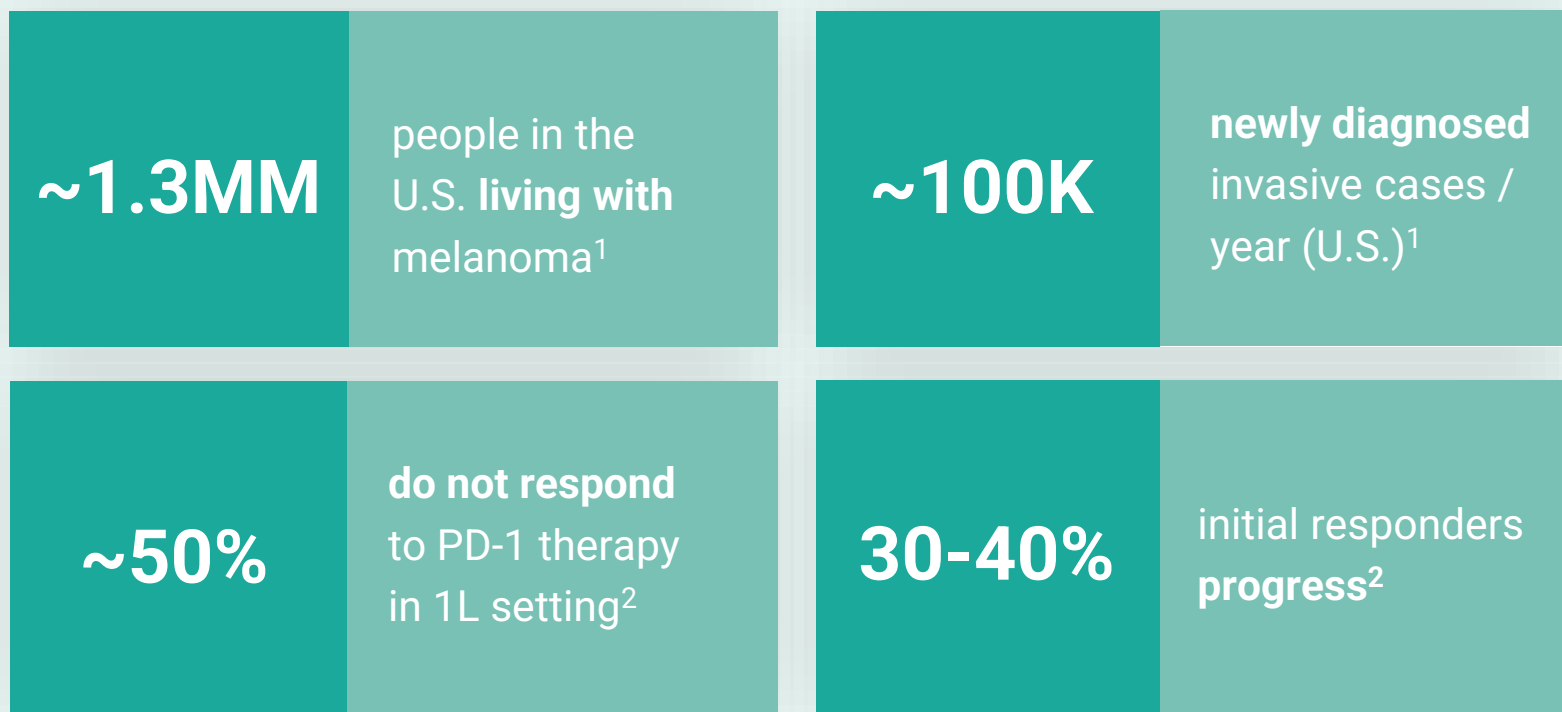 ~1.3MM
people in the
U.S. living with
melanoma¹
~100K
newly diagnosed
invasive cases /
year (U.S.)¹
~50%
do not respond
to PD-1 therapy
in 1L setting²
30-40%
initial responders
progress²